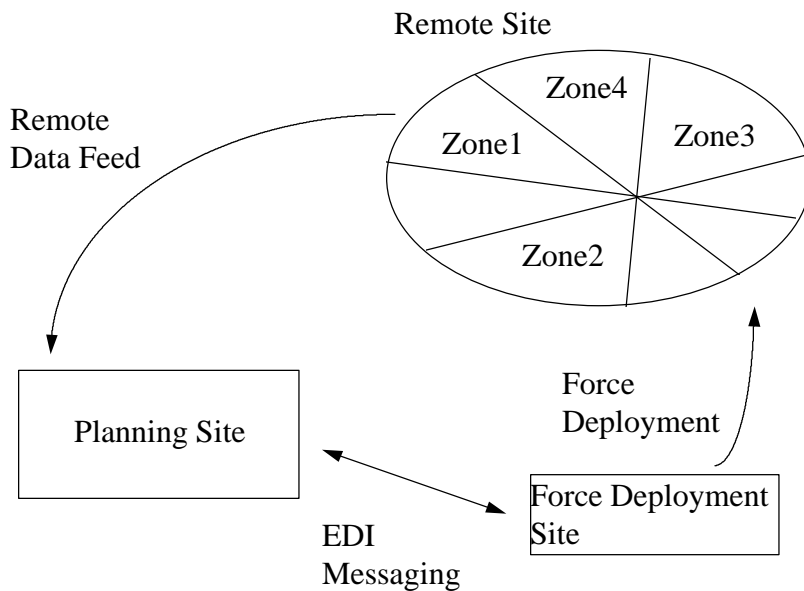 Remote Site
Zone4
Remote
Data Feed
Zone1
Zone3
Zone2
Force
Deployment
Planning Site
Force Deployment
Site
EDI
Messaging